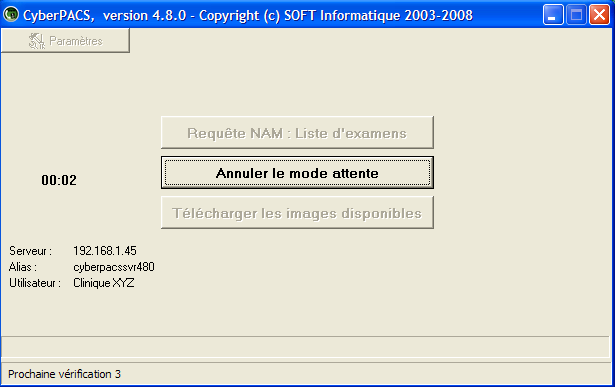 CyberPACS, version 4.8.0 - Copyright (c) SOFT Informatique 2003-2008
Paramètres
Requête NAM : Liste d'examens
00:02
Annuler le mode attente
Télécharger les images disponibles
Serveur : 192.168.1.45
Alias : cyberpacssvr480
Utilisateur : Clinique XYZ
Prochaine vérification 3